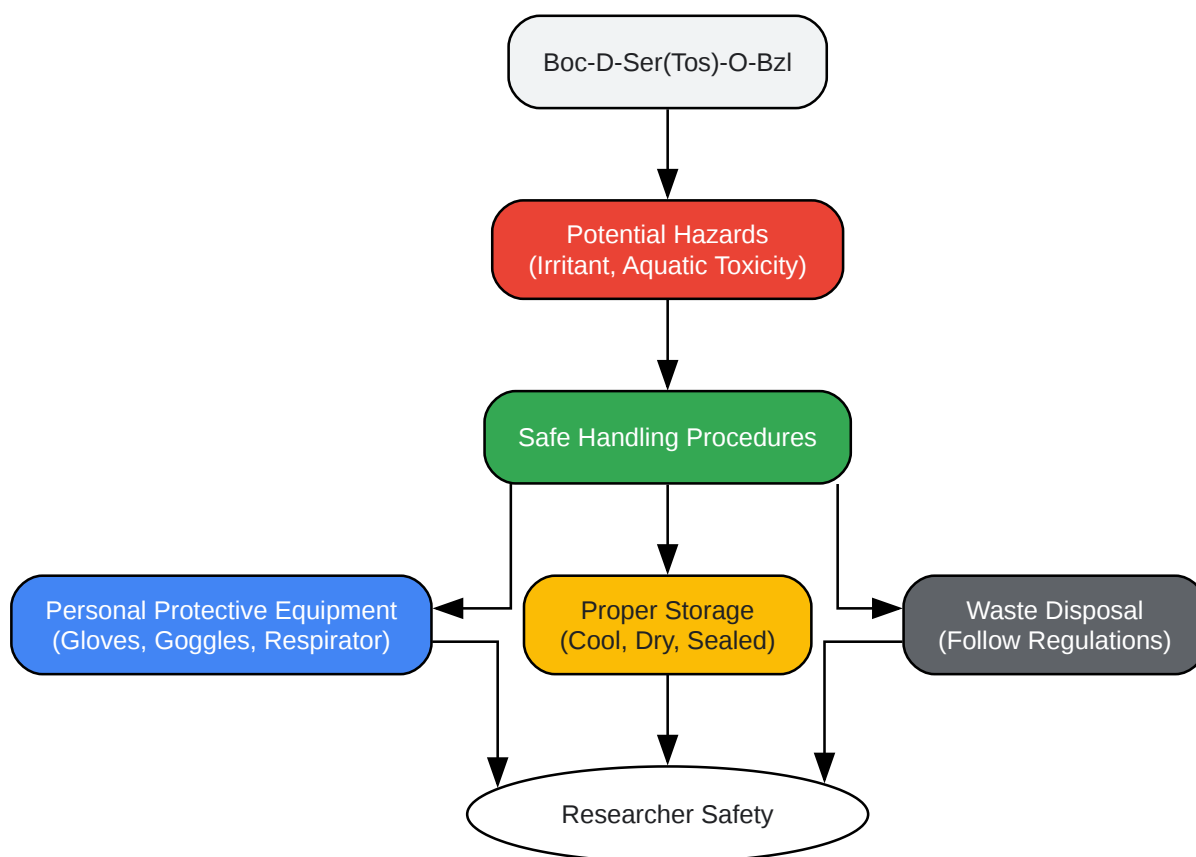 Boc-D-Ser(Tos)-O-Bzl
Potential Hazards
(Irritant, Aquatic Toxicity)
Safe Handling Procedures
Personal Protective Equipment
(Gloves, Goggles, Respirator)
Proper Storage
(Cool, Dry, Sealed)
Waste Disposal
(Follow Regulations)
Researcher Safety